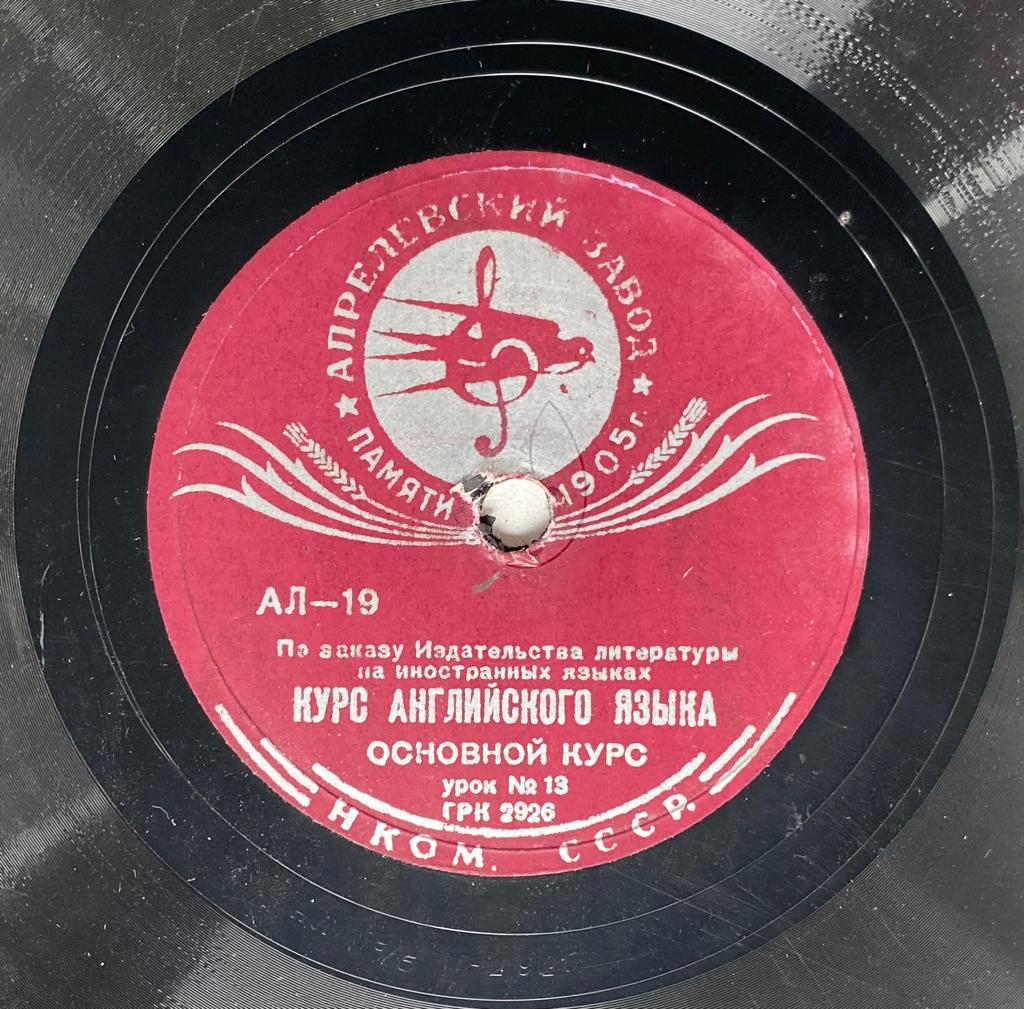 ★ АПРЕЛЕВСКИЙ ЗАВОД ★
ПАМЯТИ 1905 г.
АЛ—19
По заказу Издательства литературы
на иностранных языках
КУРС АНГЛИЙСКОГО ЯЗЫКА
ОСНОВНОЙ КУРС
урок № 13
ГРК 2926
НКОМ. СССР.